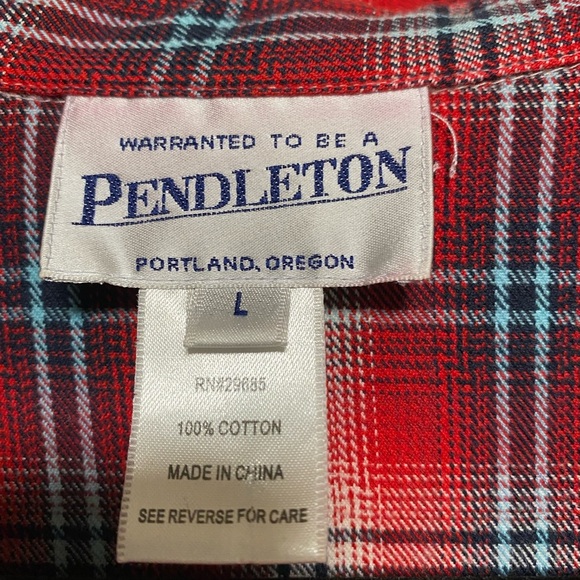 WARRANTED TO BE A
PENDLETON
PORTLAND, OREGON
L
RN#29685
100% COTTON
MADE IN CHINA
SEE REVERSE FOR CARE